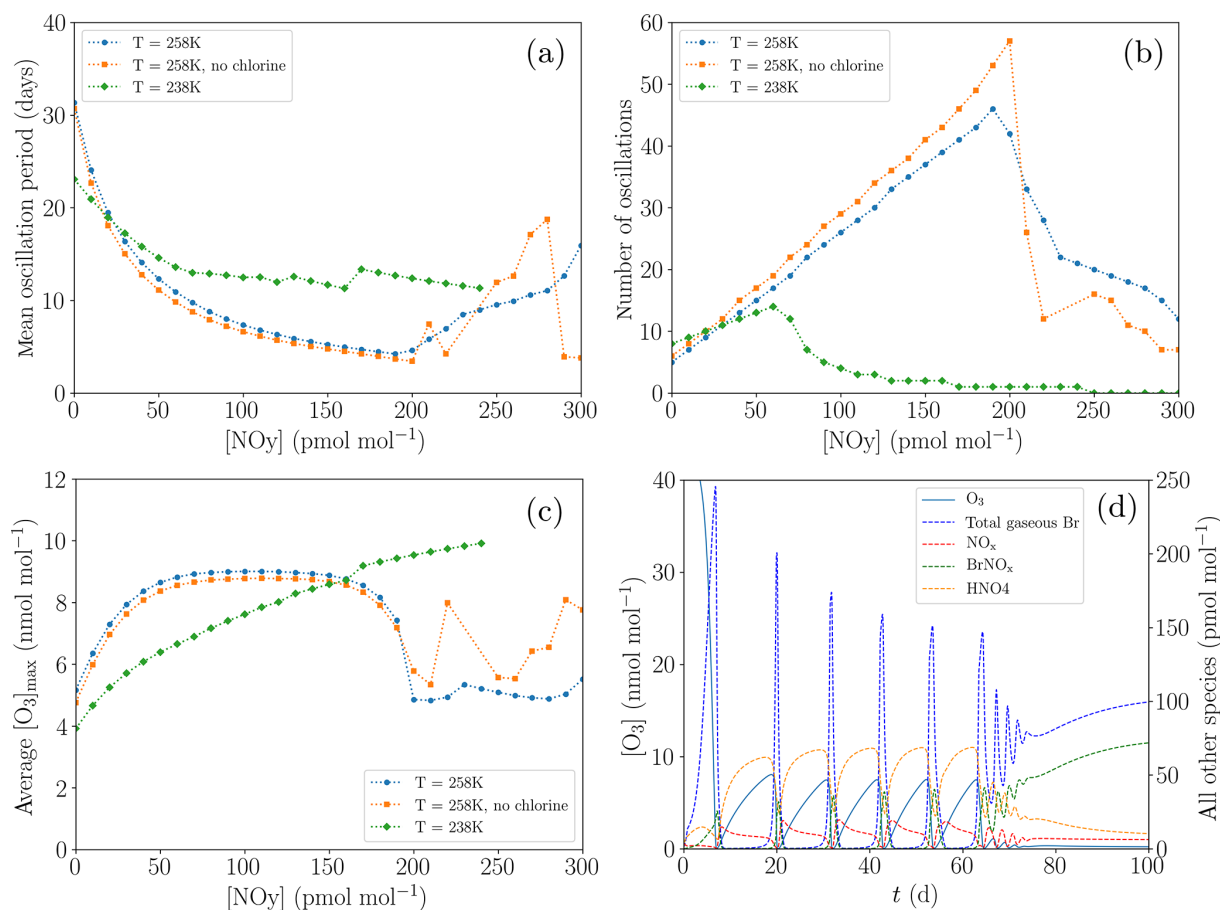 40
30
20
10
0
Mean oscillation period (days)
T = 258K
T = 258K, no chlorine
T = 238K
(a)
0 50 100 150 200 250 300
[NOy] (pmol mol⁻¹)
60
50
40
30
20
10
0
Number of oscillations
T = 258K
T = 258K, no chlorine
T = 238K
(b)
0 50 100 150 200 250 300
[NOy] (pmol mol⁻¹)
12
10
8
6
4
2
0
Average [O₃]max (nmol mol⁻¹)
(c)
T = 258K
T = 258K, no chlorine
T = 238K
0 50 100 150 200 250 300
[NOy] (pmol mol⁻¹)
40
30
20
10
0
[O₃] (nmol mol⁻¹)
O₃
Total gaseous Br
NOₓ
BrNOₓ
HNO4
(d)
250
200
150
100
50
0
All other species (pmol mol⁻¹)
0 20 40 60 80 100
t (d)